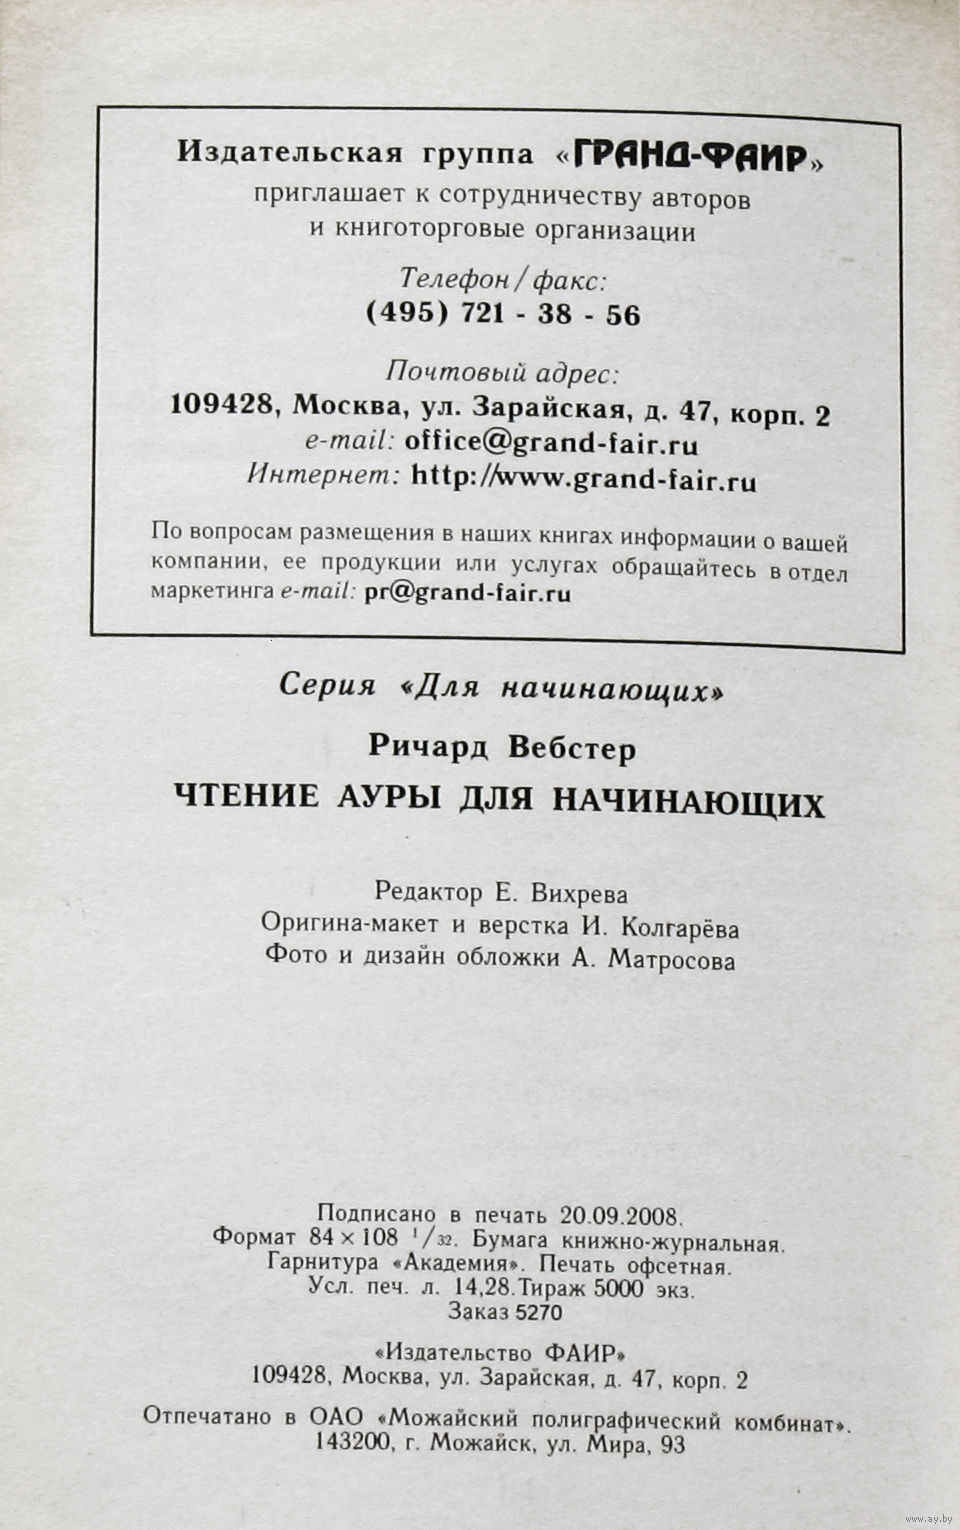 Издательская группа «ГРАНД-ФАИР»
приглашает к сотрудничеству авторов
и книготорговые организации
Телефон/факс:
(495) 721 - 38 - 56
Почтовый адрес:
109428, Москва, ул. Зарайская, д. 47, корп. 2
e-mail: office@grand-fair.ru
Интернет: http://www.grand-fair.ru
По вопросам размещения в наших книгах информации о вашей
компании, ее продукции или услугах обращайтесь в отдел
маркетинга e-mail: pr@grand-fair.ru
Серия «Для начинающих»
Ричард Вебстер
ЧТЕНИЕ АУРЫ ДЛЯ НАЧИНАЮЩИХ
Редактор Е. Вихрева
Оригина-макет и верстка И. Колгарёва
Фото и дизайн обложки А. Матросова
Подписано в печать 20.09.2008.
Формат 84×108 1/32. Бумага книжно-журнальная.
Гарнитура «Академия». Печать офсетная.
Усл. печ. л. 14,28. Тираж 5000 экз.
Заказ 5270
«Издательство ФАИР»
109428, Москва, ул. Зарайская, д. 47, корп. 2
Отпечатано в ОАО «Можайский полиграфический комбинат».
143200, г. Можайск, ул. Мира, 93
www.ay.by